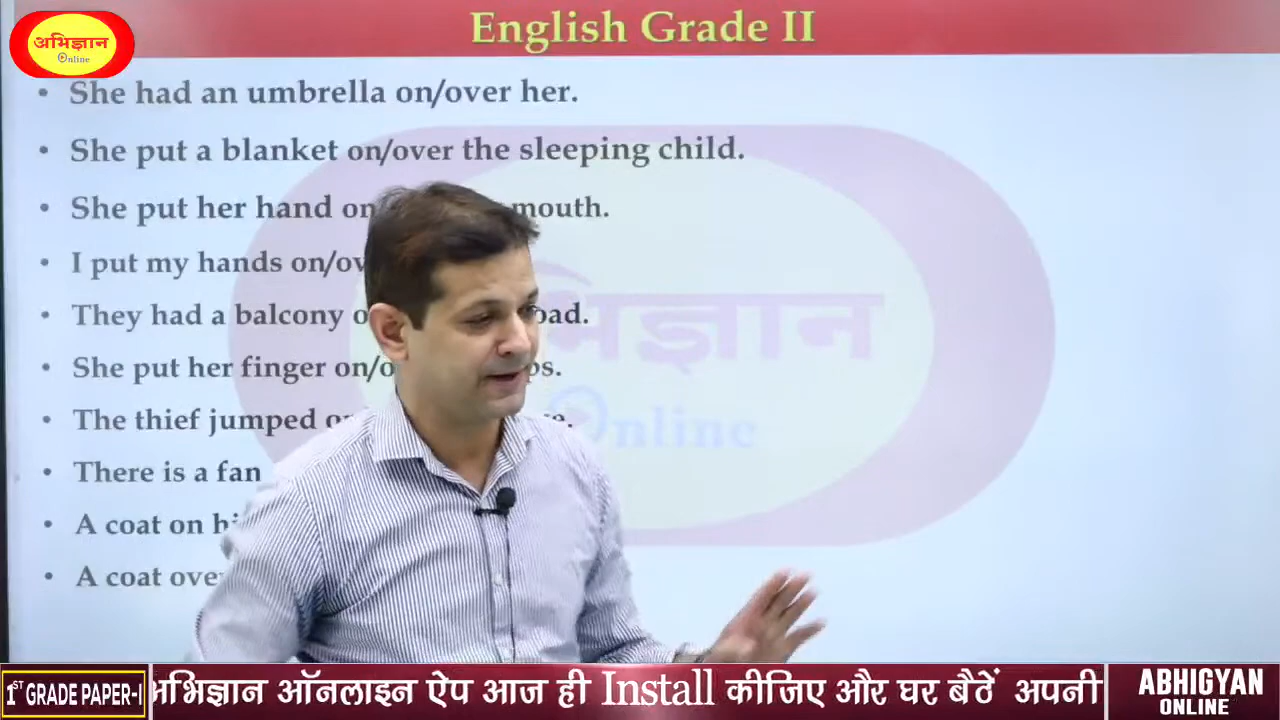 अभिज्ञान
Online
English Grade II
• She had an umbrella on/over her.
• She put a blanket on/over the sleeping child.
• She put her hand on mouth.
• I put my hands on/ov
• They had a balcony
• She put her finger on/o
• The thief jumped
• There is a fan
• A coat on
• A coat
अभिज्ञान
Online
1ST GRADE PAPER-I
अभिज्ञान ऑनलाइन ऐप आज ही Install कीजिए और घर बैठें अपनी
ABHIGYAN
ONLINE